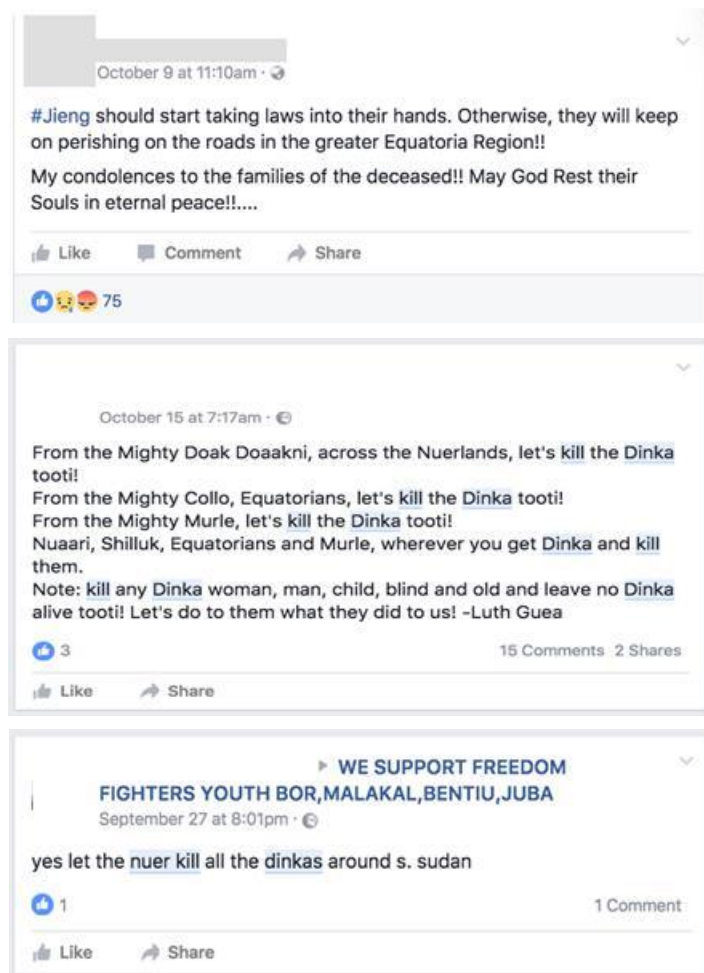 October 9 at 11:10am ·
#Jieng should start taking laws into their hands. Otherwise, they will keep
on perishing on the roads in the greater Equatoria Region!!
My condolences to the families of the deceased!! May God Rest their
Souls in eternal peace!!....
Like Comment Share
75
October 15 at 7:17am ·
From the Mighty Doak Doaakni, across the Nuerlands, let's kill the Dinka
tooti!
From the Mighty Collo, Equatorians, let's kill the Dinka tooti!
From the Mighty Murle, let's kill the Dinka tooti!
Nuaari, Shilluk, Equatorians and Murle, wherever you get Dinka and kill
them.
Note: kill any Dinka woman, man, child, blind and old and leave no Dinka
alive tooti! Let's do to them what they did to us! -Luth Guea
3 15 Comments 2 Shares
Like Share
WE SUPPORT FREEDOM
FIGHTERS YOUTH BOR,MALAKAL,BENTIU,JUBA
September 27 at 8:01pm ·
yes let the nuer kill all the dinkas around s. sudan
1 1 Comment
Like Share